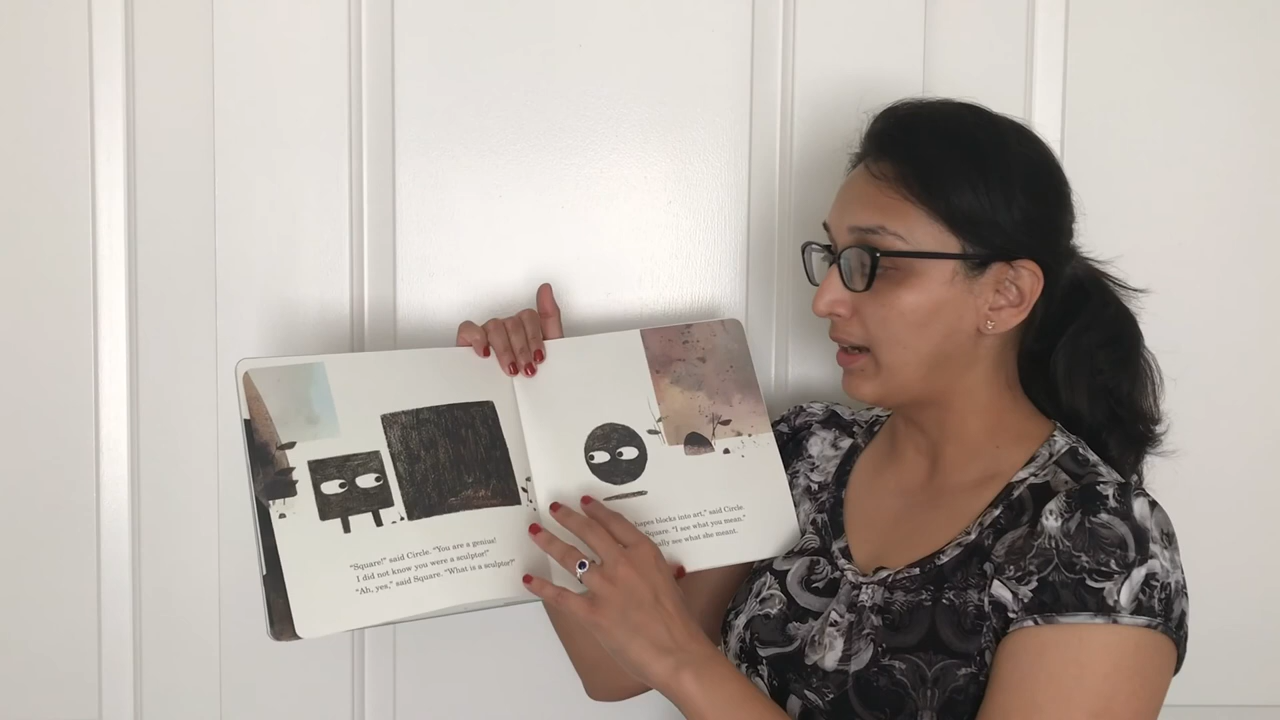 "Square!" said Circle. "You are a genius!
I did not know you were a sculptor!"
"Ah, yes," said Square. "What is a sculptor?"
shapes blocks into art," said Circle.
Square. "I see what you mean."
see what she meant.